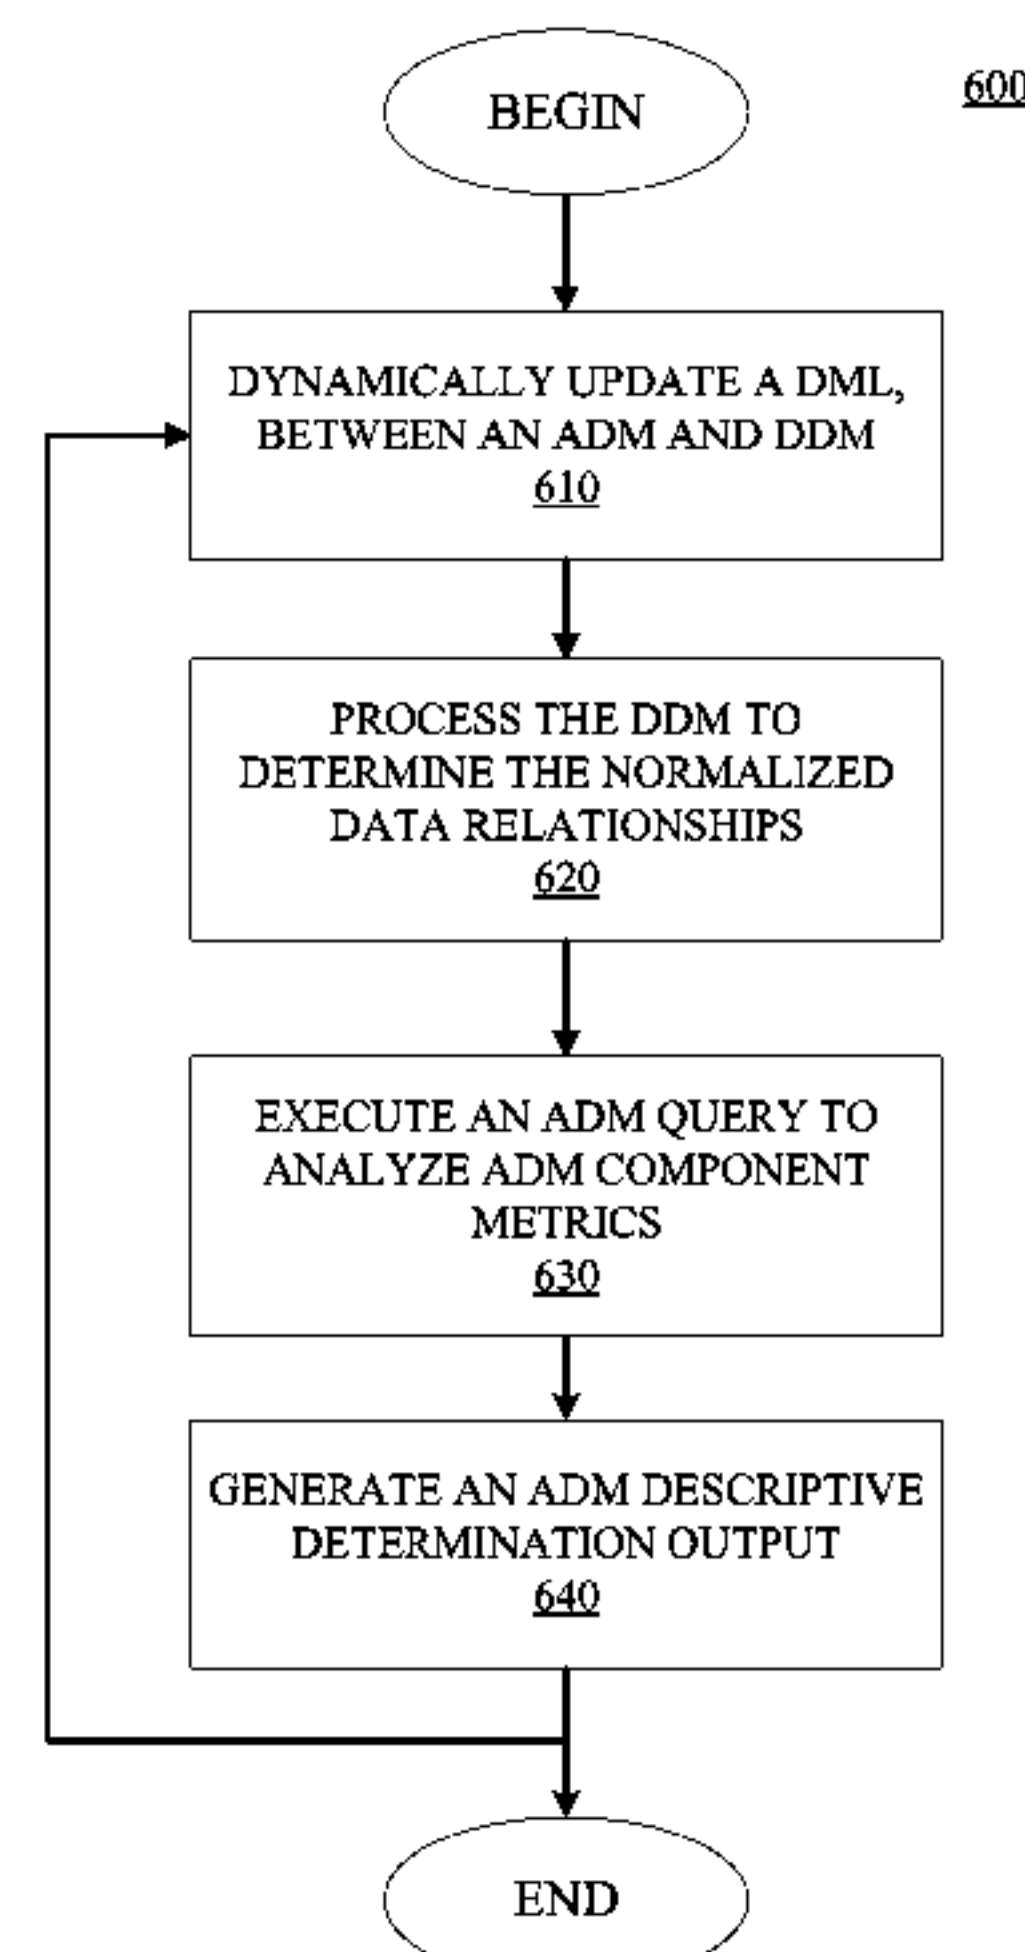 600
BEGIN
DYNAMICALLY UPDATE A DML,
BETWEEN AN ADM AND DDM
610
PROCESS THE DDM TO
DETERMINE THE NORMALIZED
DATA RELATIONSHIPS
620
EXECUTE AN ADM QUERY TO
ANALYZE ADM COMPONENT
METRICS
630
GENERATE AN ADM DESCRIPTIVE
DETERMINATION OUTPUT
640
END